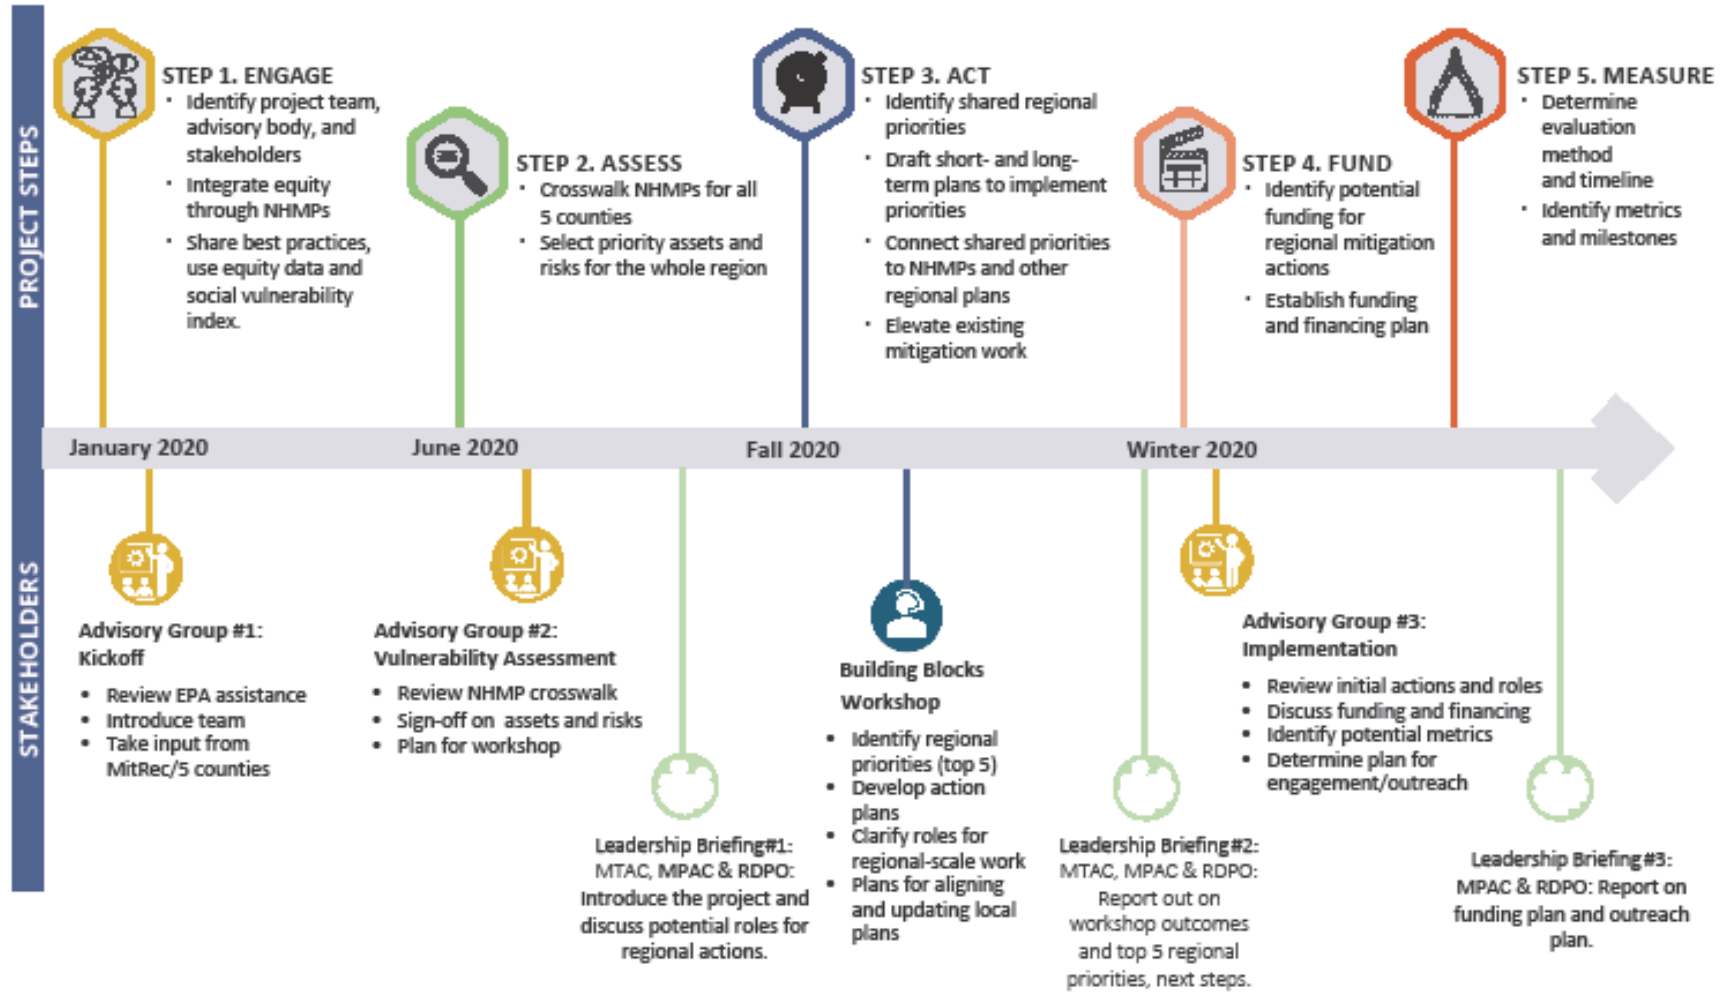 PROJECT STEPS
STEP 1. ENGAGE
· Identify project team,
advisory body, and
stakeholders
· Integrate equity
through NHMPs
· Share best practices,
use equity data and
social vulnerability
index.
STEP 2. ASSESS
· Crosswalk NHMPs for all
5 counties
· Select priority assets and
risks for the whole region
STEP 3. ACT
· Identify shared regional
priorities
· Draft short- and long-
term plans to implement
priorities
· Connect shared priorities
to NHMPs and other
regional plans
· Elevate existing
mitigation work
STEP 4. FUND
· Identify potential
funding for
regional mitigation
actions
· Establish funding
and financing plan
STEP 5. MEASURE
· Determine
evaluation
method
and timeline
· Identify metrics
and milestones
January 2020
June 2020
Fall 2020
Winter 2020
STAKEHOLDERS
Advisory Group #1:
Kickoff
• Review EPA assistance
• Introduce team
• Take input from
MitRec/5 counties
Advisory Group #2:
Vulnerability Assessment
• Review NHMP crosswalk
• Sign-off on assets and risks
• Plan for workshop
Leadership Briefing#1:
MTAC, MPAC & RDPO:
Introduce the project and
discuss potential roles for
regional actions.
Building Blocks
Workshop
• Identify regional
priorities (top 5)
• Develop action
plans
• Clarify roles for
regional-scale work
• Plans for aligning
and updating local
plans
Leadership Briefing#2:
MTAC, MPAC & RDPO:
Report out on
workshop outcomes
and top 5 regional
priorities, next steps.
Advisory Group #3:
Implementation
• Review initial actions and roles
• Discuss funding and financing
• Identify potential metrics
• Determine plan for
engagement/outreach
Leadership Briefing#3:
MPAC & RDPO: Report on
funding plan and outreach
plan.